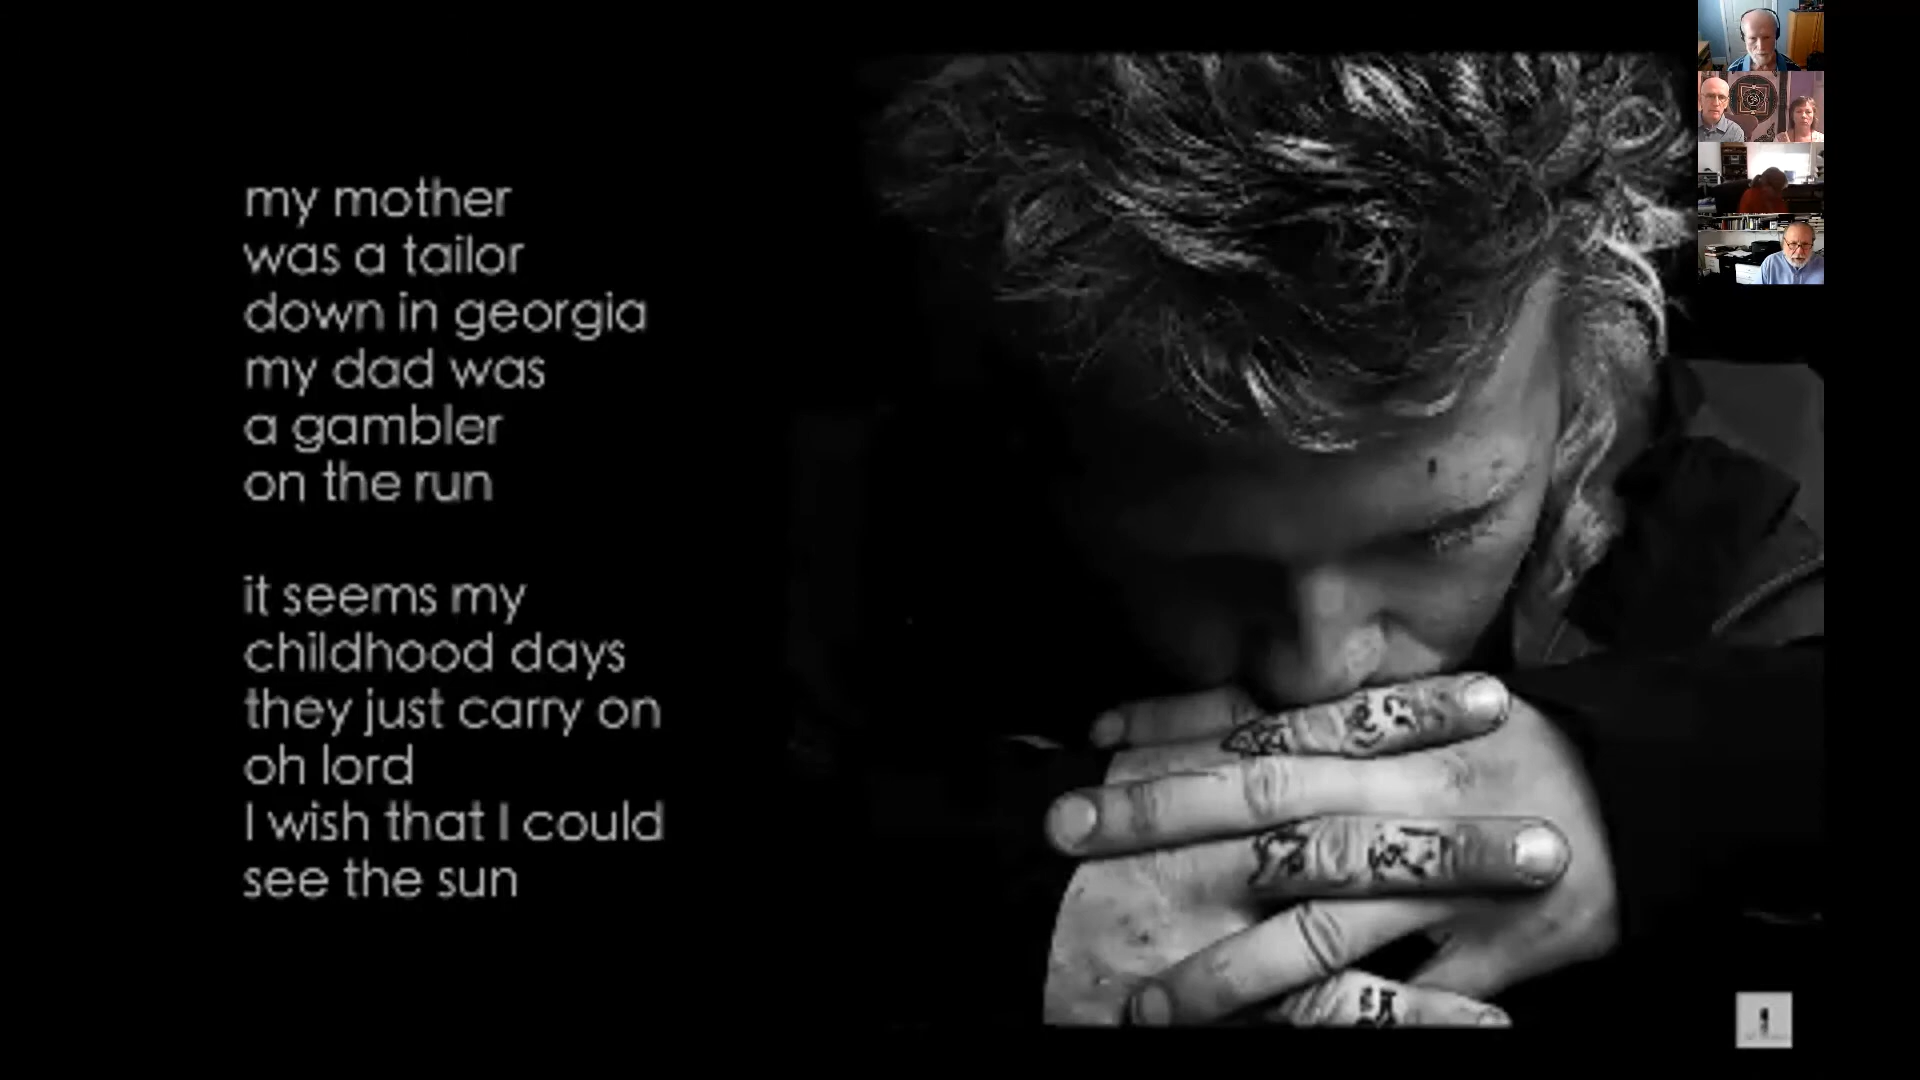 my mother
was a tailor
down in georgia
my dad was
a gambler
on the run
it seems my
childhood days
they just carry on
oh lord
I wish that I could
see the sun